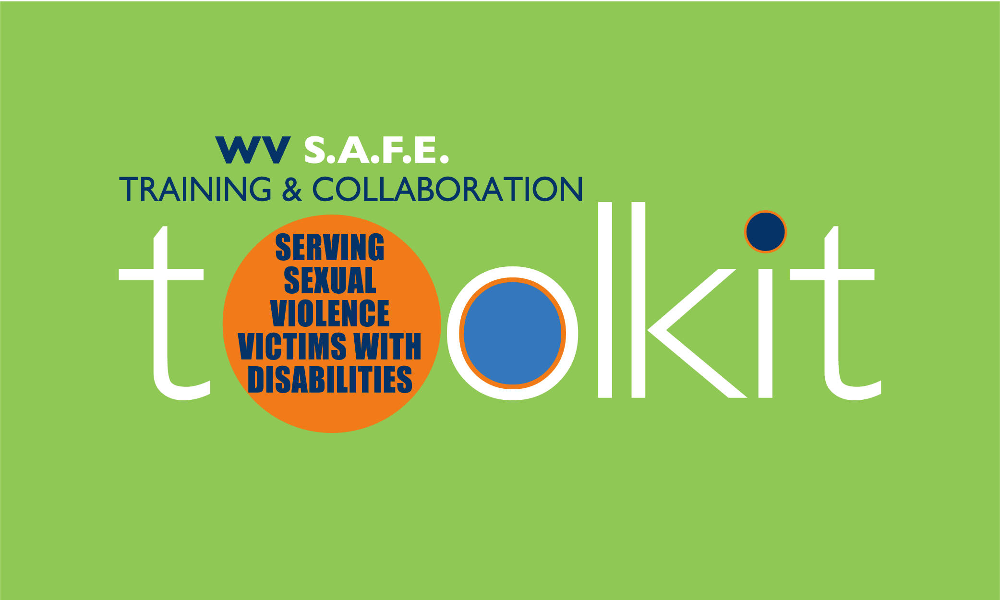 WV S.A.F.E.
TRAINING & COLLABORATION
toolkit
SERVING
SEXUAL
VIOLENCE
VICTIMS WITH
DISABILITIES